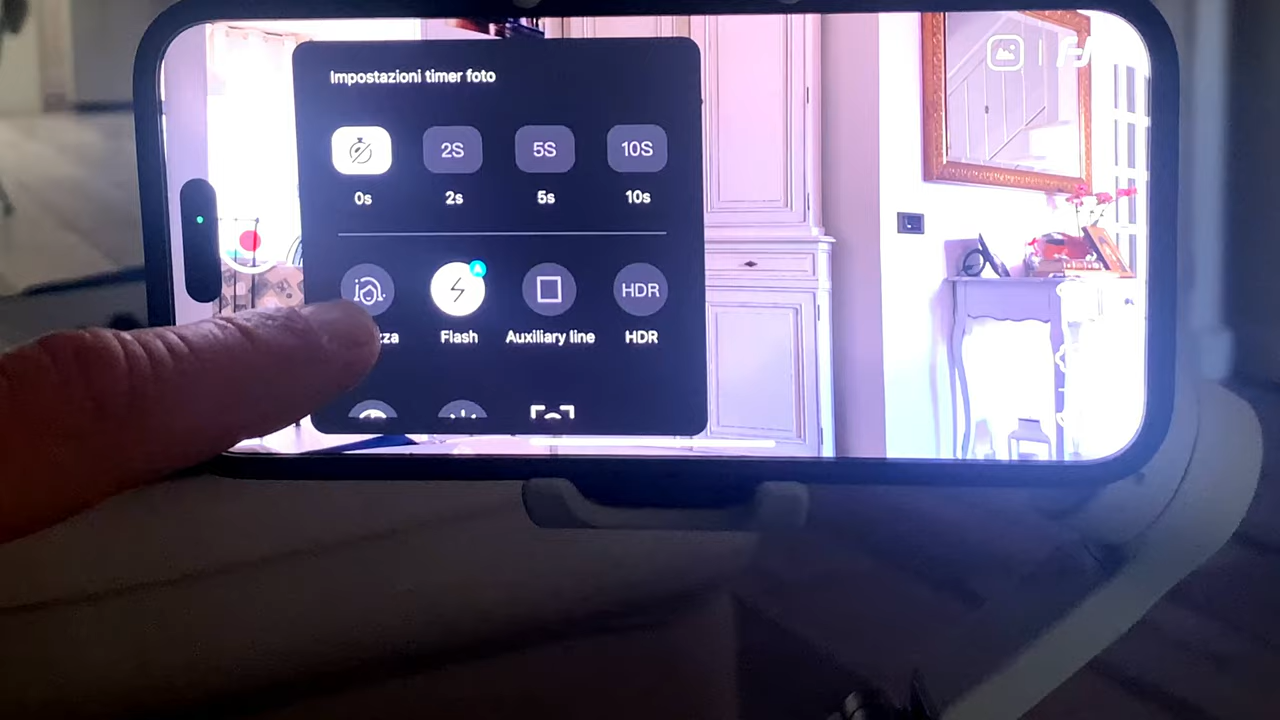 Impostazioni timer foto
2S 5S 10S
0s 2s 5s 10s
HDR
Flash Auxiliary line HDR